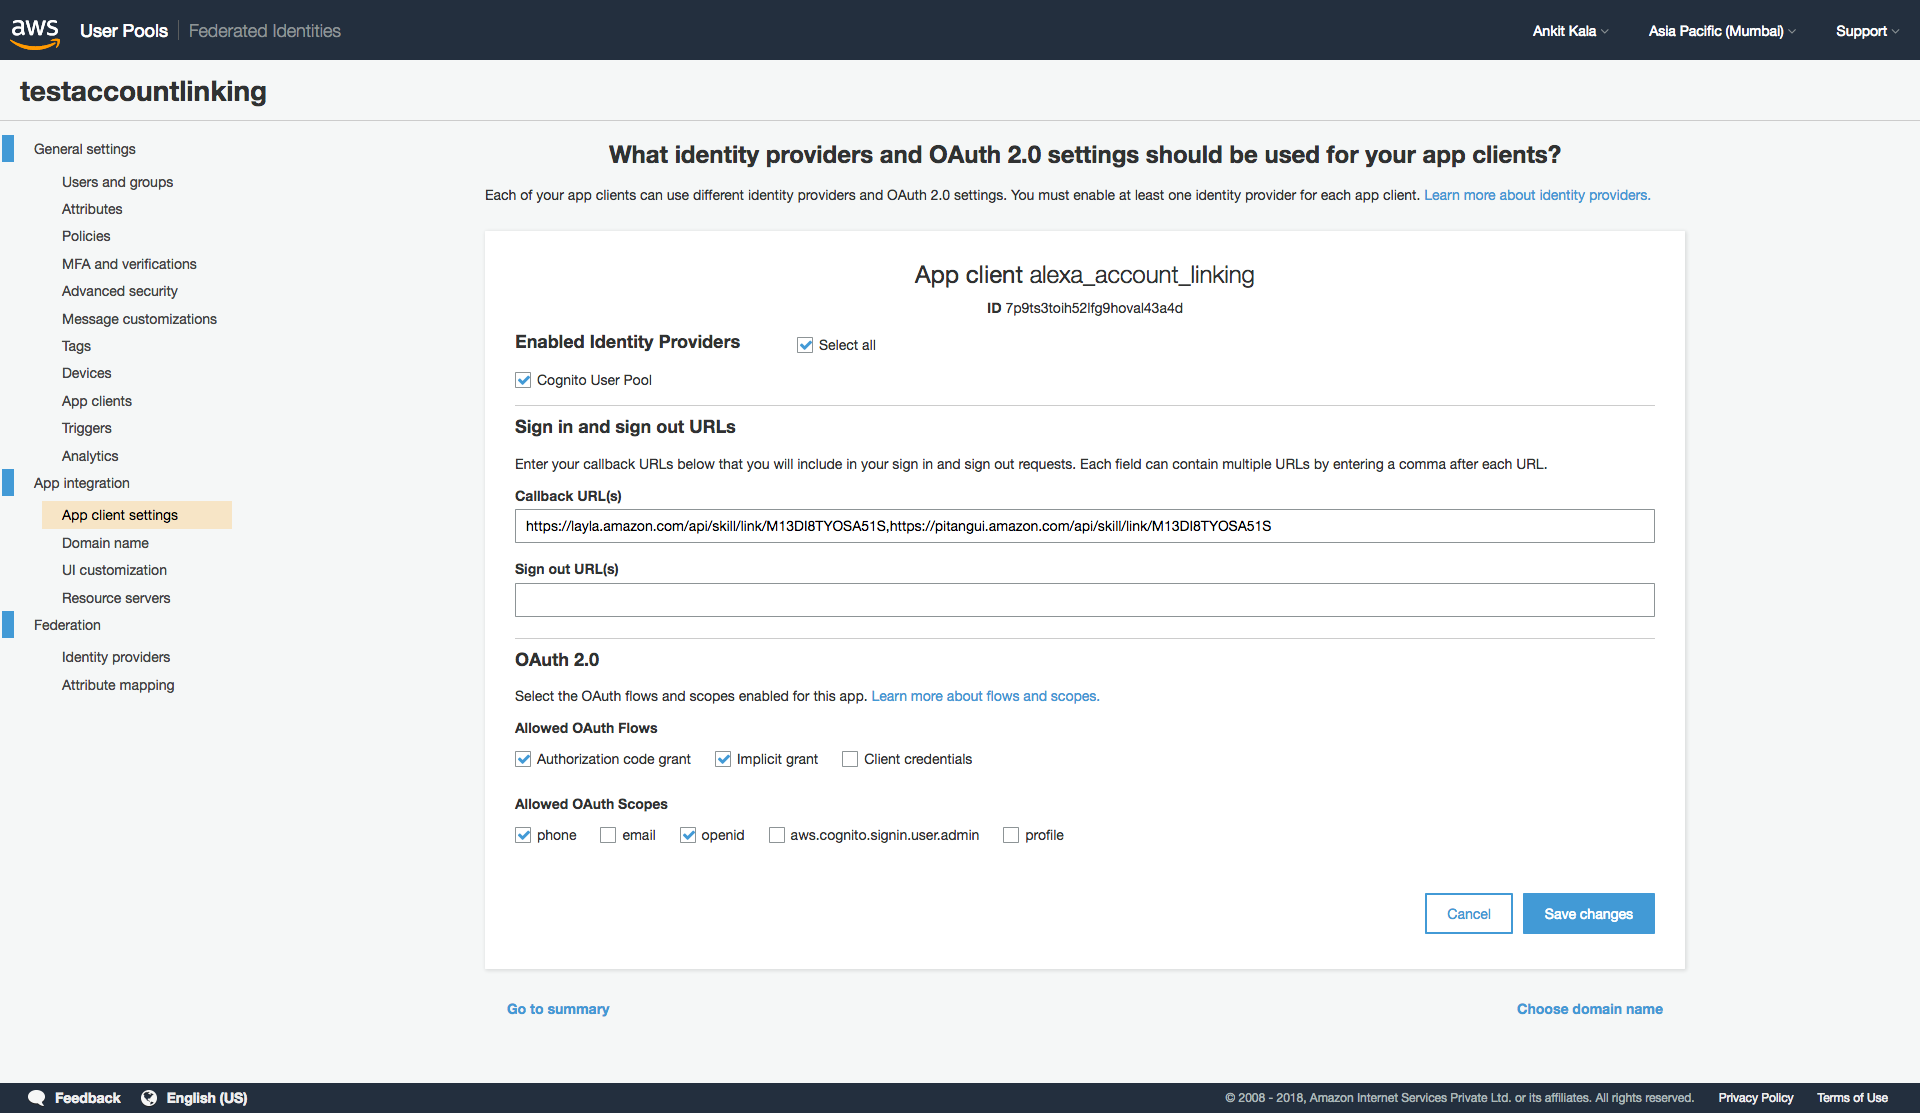 aws User Pools Federated Identities Ankit Kala Asia Pacific (Mumbai) Support
testaccountlinking
General settings
Users and groups
Attributes
Policies
MFA and verifications
Advanced security
Message customizations
Tags
Devices
App clients
Triggers
Analytics
App integration
App client settings
Domain name
UI customization
Resource servers
Federation
Identity providers
Attribute mapping
What identity providers and OAuth 2.0 settings should be used for your app clients?
Each of your app clients can use different identity providers and OAuth 2.0 settings. You must enable at least one identity provider for each app client. Learn more about identity providers.
App client alexa_account_linking
ID 7p9ts3toih52lfg9hoval43a4d
Enabled Identity Providers Select all
Cognito User Pool
Sign in and sign out URLs
Enter your callback URLs below that you will include in your sign in and sign out requests. Each field can contain multiple URLs by entering a comma after each URL.
Callback URL(s)
https://layla.amazon.com/api/skill/link/M13DI8TYOSA51S,https://pitangui.amazon.com/api/skill/link/M13DI8TYOSA51S
Sign out URL(s)
OAuth 2.0
Select the OAuth flows and scopes enabled for this app. Learn more about flows and scopes.
Allowed OAuth Flows
Authorization code grant Implicit grant Client credentials
Allowed OAuth Scopes
phone email openid aws.cognito.signin.user.admin profile
Cancel Save changes
Go to summary Choose domain name
Feedback English (US) © 2008 - 2018, Amazon Internet Services Private Ltd. or its affiliates. All rights reserved. Privacy Policy Terms of Use